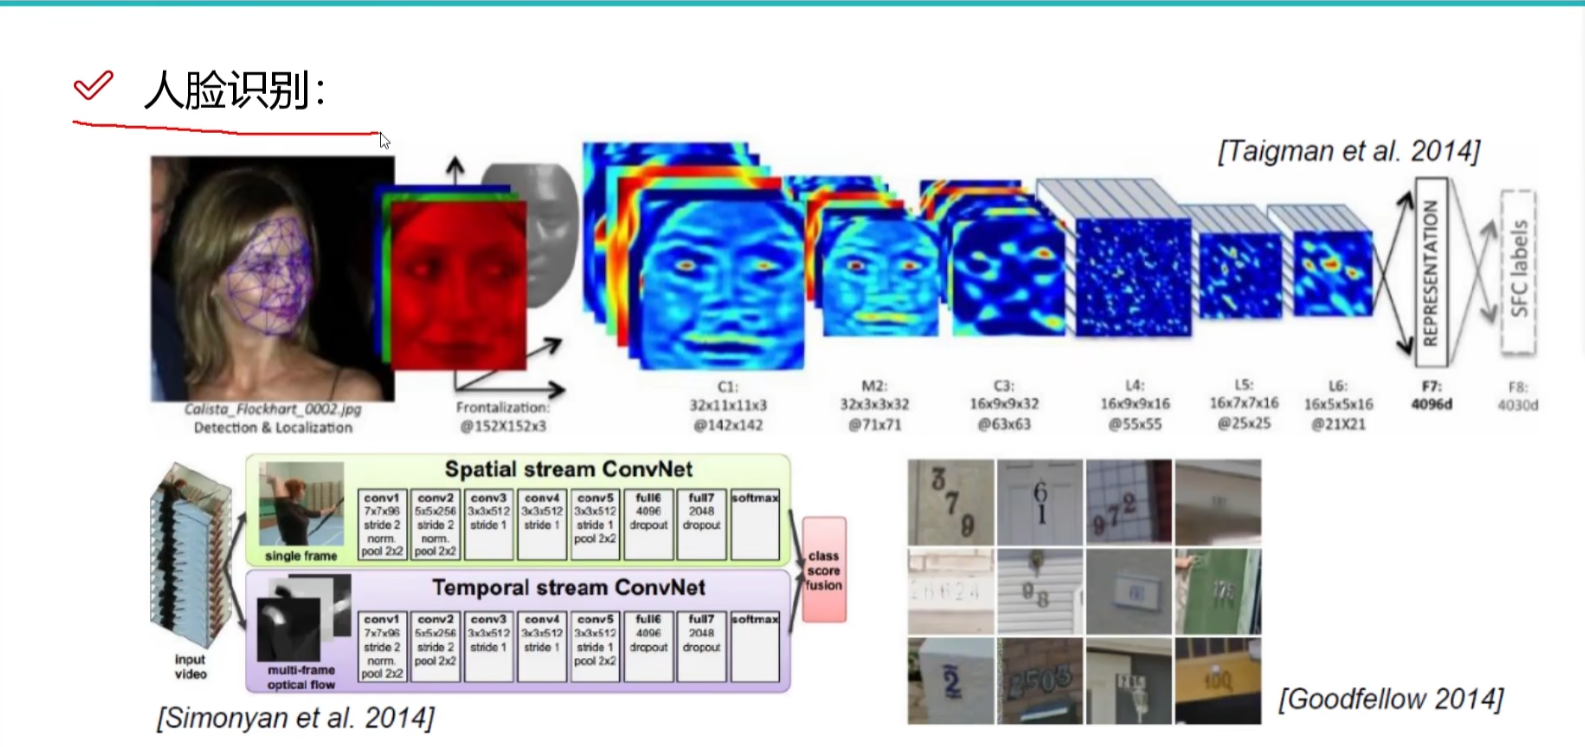 人脸识别：
[Taigman et al. 2014]
REPRESENTATION
SFC labels
Calista_Flockhart_0002.jpg
Detection & Localization
Frontalization:
@152X152x3
C1:
32x11x11x3
@142x142
M2:
32x3x3x32
@71x71
C3:
16x9x9x32
@63x63
L4:
16x9x9x16
@55x55
L5:
16x7x7x16
@25x25
L6:
16x5x5x16
@21X21
F7:
4096d
F8:
4030d
Spatial stream ConvNet
single frame
conv1
7x7x96
stride 2
norm.
pool 2x2
conv2
5x5x256
stride 2
norm.
pool 2x2
conv3
3x3x512
stride 1
conv4
3x3x512
stride 1
conv5
3x3x512
stride 1
pool 2x2
full6
4096
dropout
full7
2048
dropout
softmax
Temporal stream ConvNet
multi-frame
optical flow
conv1
7x7x96
stride 2
norm.
pool 2x2
conv2
5x5x256
stride 2
pool 2x2
conv3
3x3x512
stride 1
conv4
3x3x512
stride 1
conv5
3x3x512
stride 1
pool 2x2
full6
4096
dropout
full7
2048
dropout
softmax
class
score
fusion
input
video
[Simonyan et al. 2014]
379
61
972
98
2
100
[Goodfellow 2014]